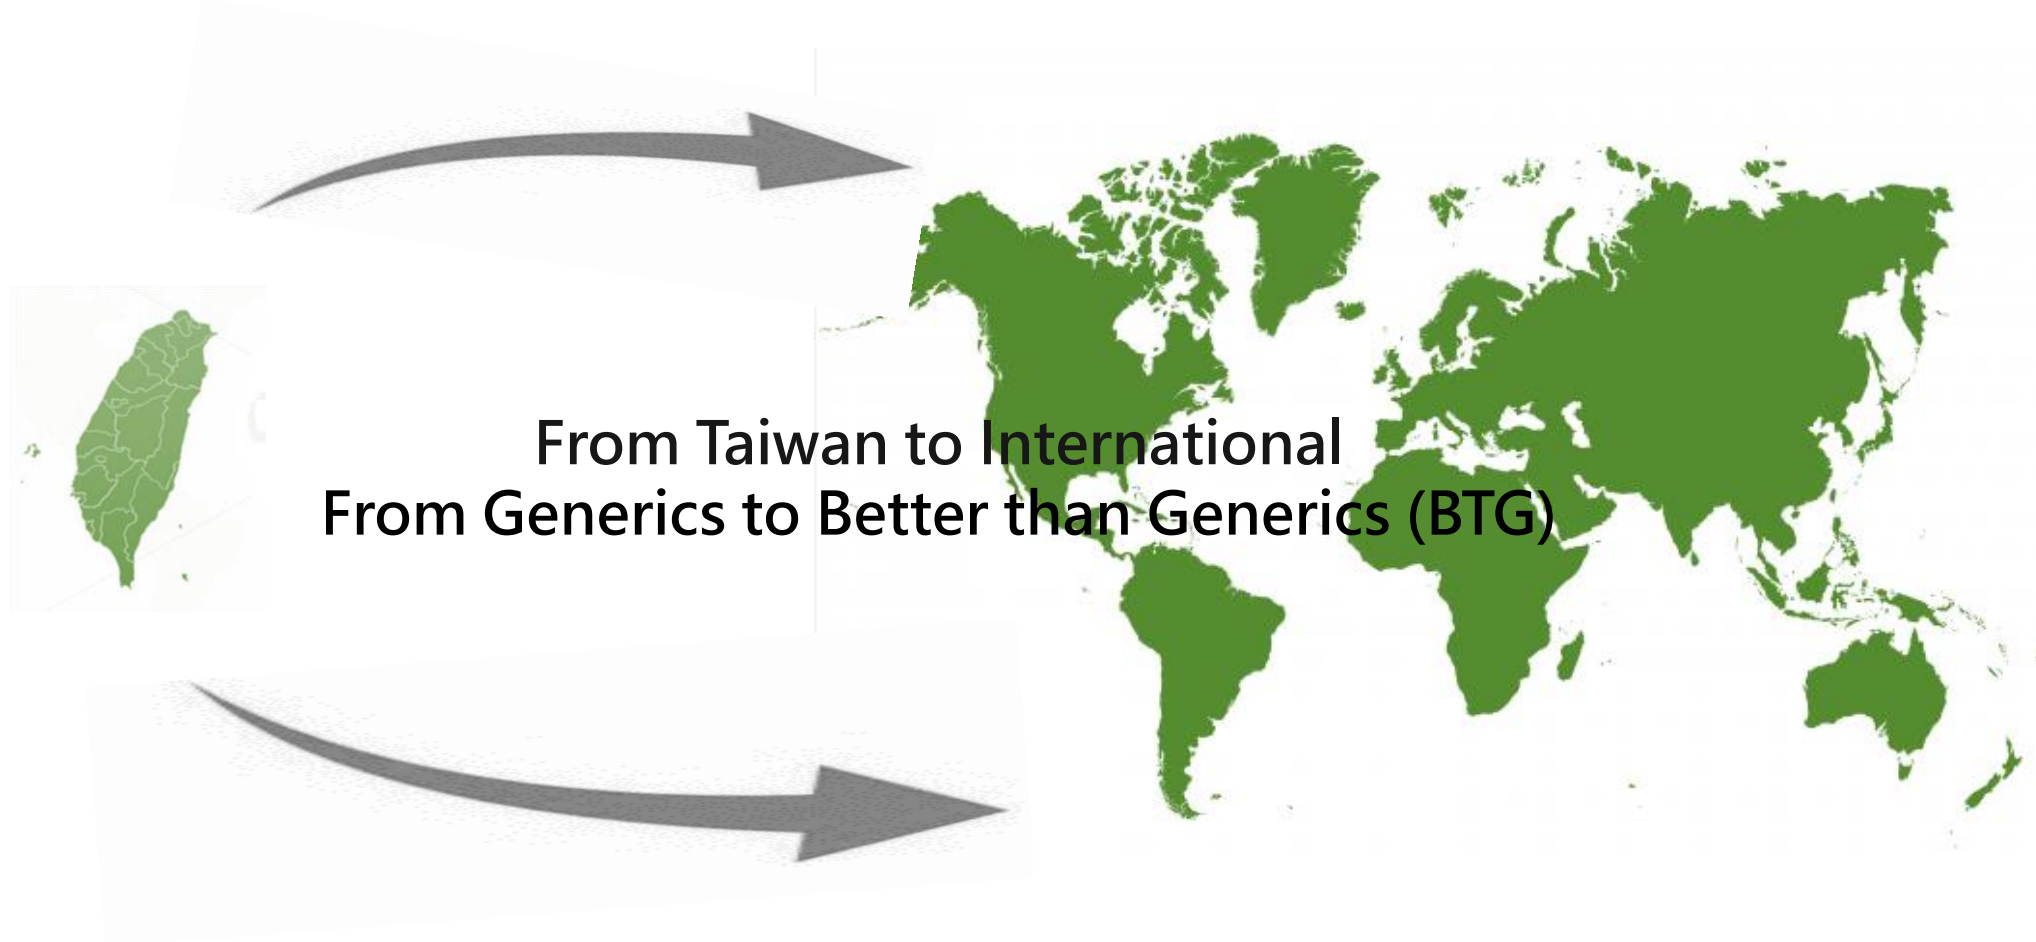 From Taiwan to International
From Generics to Better than Generics (BTG)